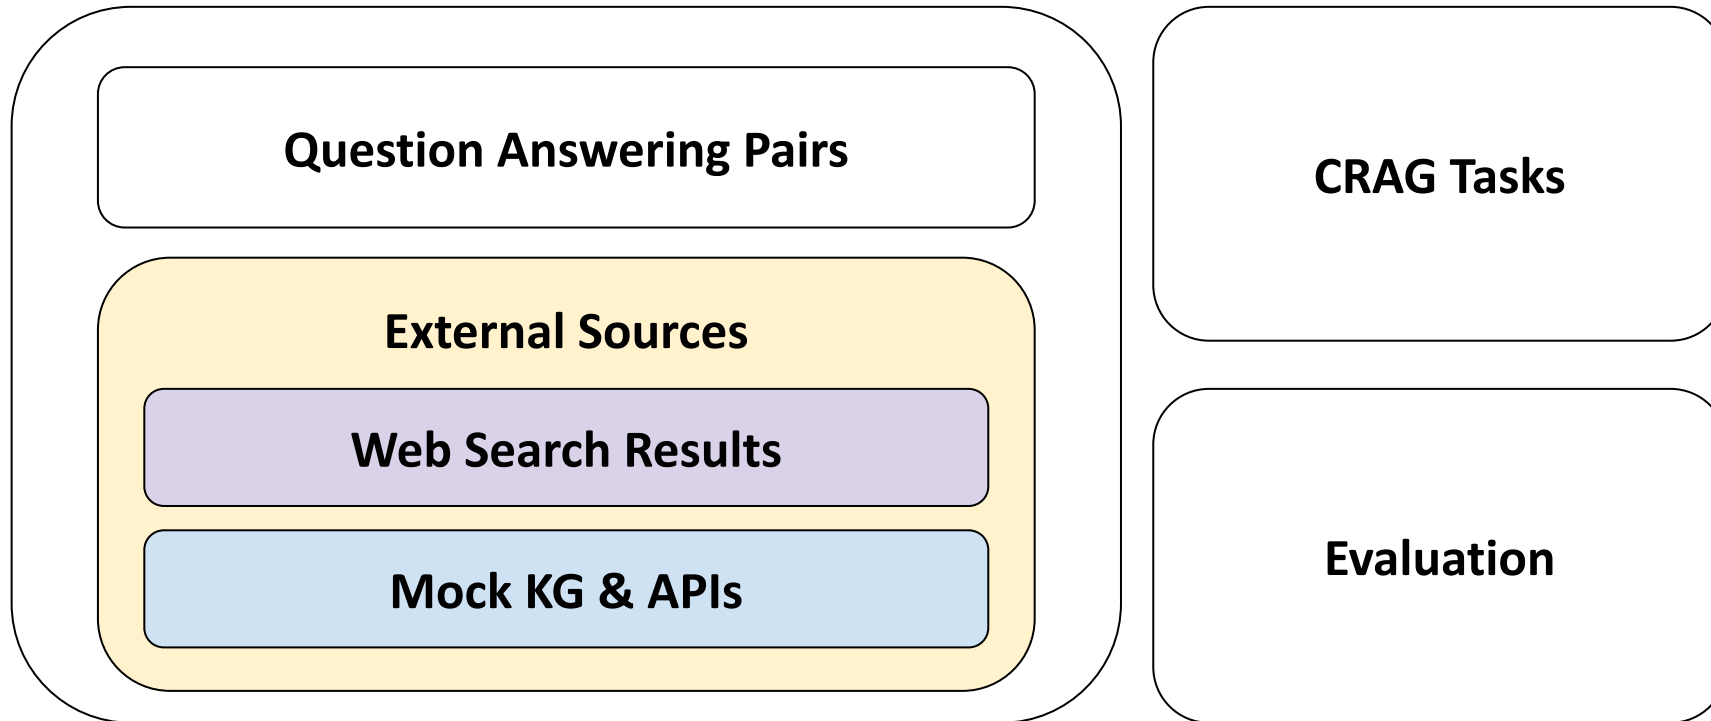 Question Answering Pairs
External Sources
Web Search Results
Mock KG & APIs
CRAG Tasks
Evaluation